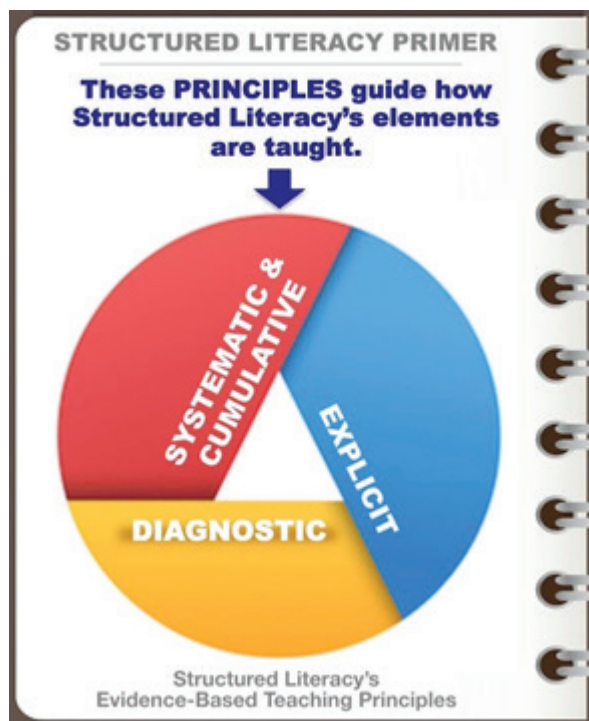 STRUCTURED LITERACY PRIMER
These PRINCIPLES guide how
Structured Literacy's elements
are taught.
SYSTEMATIC &
CUMULATIVE
EXPLICIT
DIAGNOSTIC
Structured Literacy's
Evidence-Based Teaching Principles